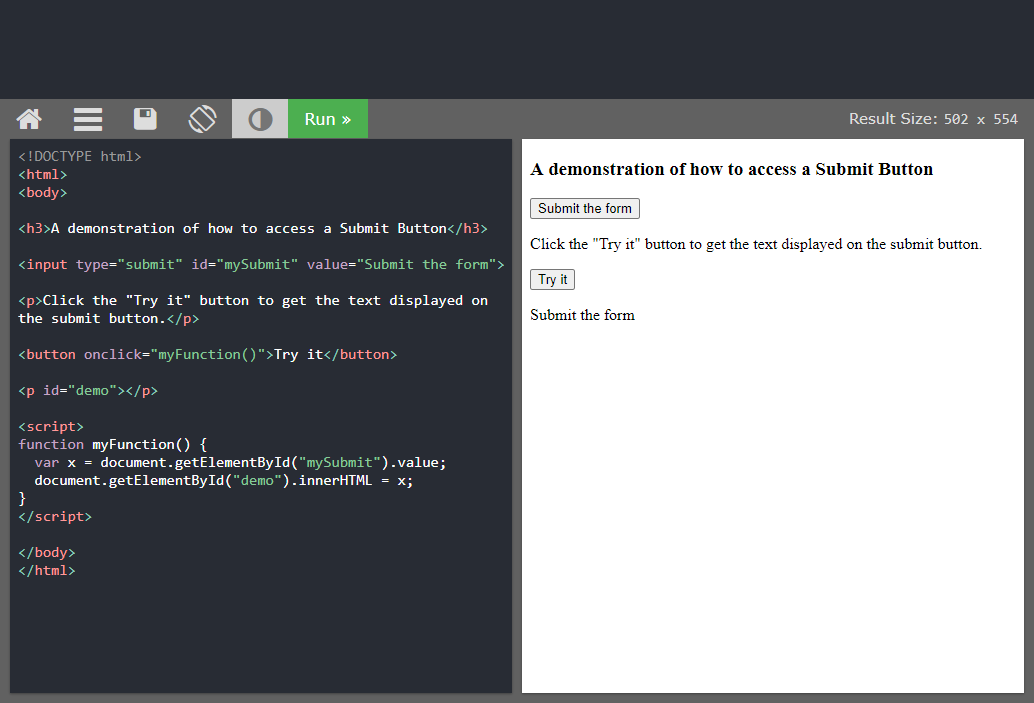 Run »
Result Size: 502 x 554
<!DOCTYPE html>
<html>
<body>
<h3>A demonstration of how to access a Submit Button</h3>
<input type="submit" id="mySubmit" value="Submit the form">
<p>Click the "Try it" button to get the text displayed on
the submit button.</p>
<button onclick="myFunction()">Try it</button>
<p id="demo"></p>
<script>
function myFunction() {
  var x = document.getElementById("mySubmit").value;
  document.getElementById("demo").innerHTML = x;
}
</script>
</body>
</html>
A demonstration of how to access a Submit Button
Submit the form
Click the "Try it" button to get the text displayed on the submit button.
Try it
Submit the form